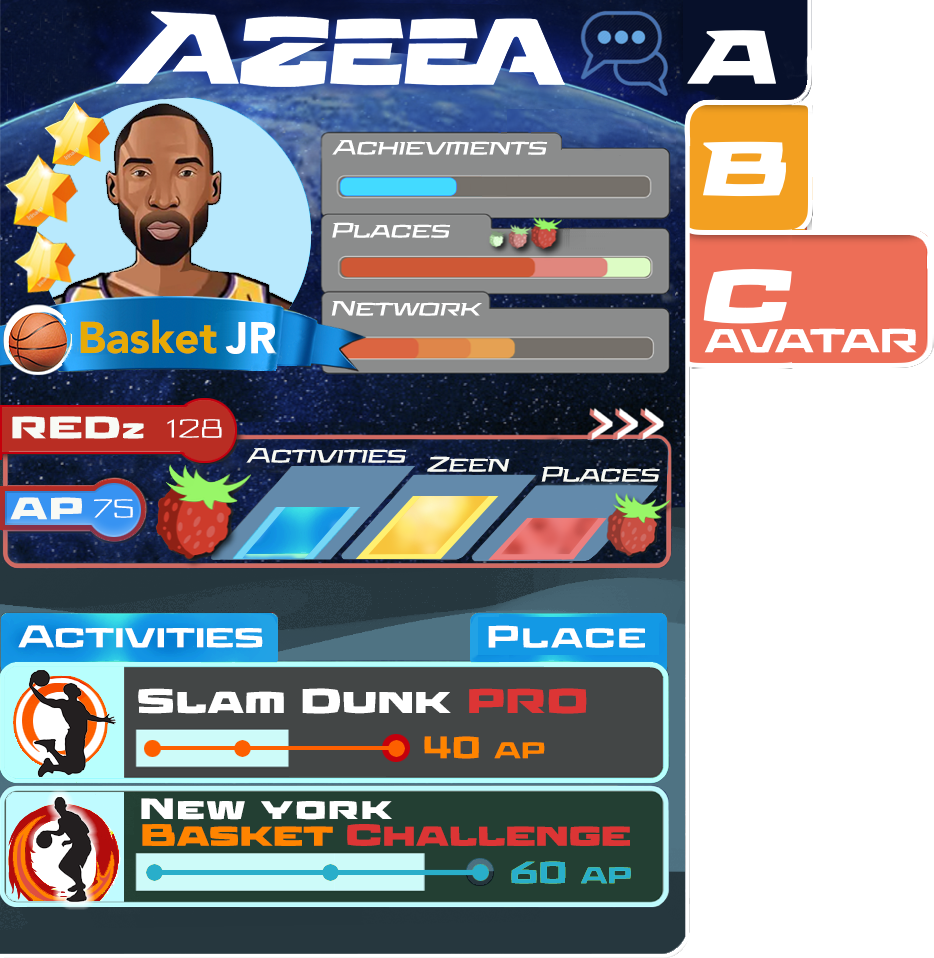 AZEEA
A
B
C
AVATAR
ACHIEVMENTS
PLACES
NETWORK
Basket JR
REDz 128
AP 75
>>>
ACTIVITIES
ZEEN
PLACES
ACTIVITIES
PLACE
SLAM DUNK PRO
40 AP
NEW YORK
BASKET CHALLENGE
60 AP